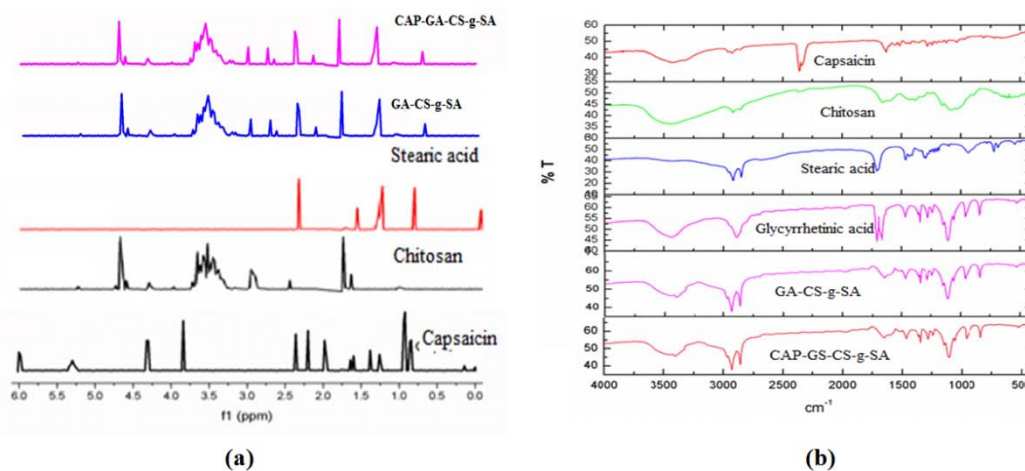 CAP-GA-CS-g-SA
GA-CS-g-SA
Stearic acid
Chitosan
Capsaicin
6.0 5.5 5.0 4.5 4.0 3.5 3.0 2.5 2.0 1.5 1.0 0.5 0.0
f1 (ppm)
(a)
% T
60
50
40
30
Capsaicin
55
50
45
40
35
Chitosan
60
50
40
30
Stearic acid
60
55
50
45
40
Glycyrrhetinic acid
60
50
40
GA-CS-g-SA
60
50
40
CAP-GS-CS-g-SA
4000 3500 3000 2500 2000 1500 1000 500
cm-1
(b)